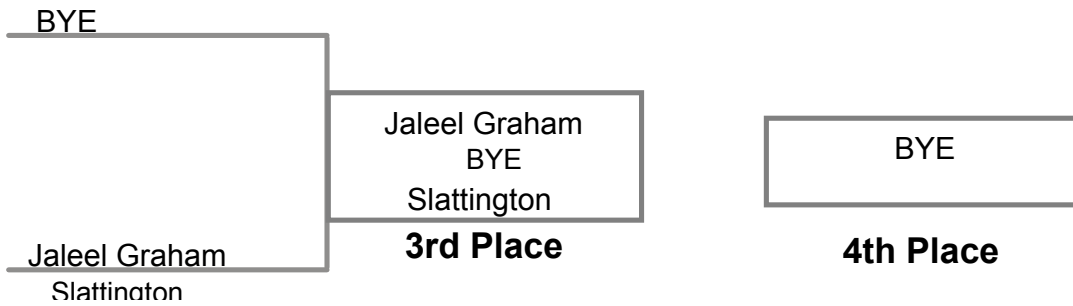 BYE
Jaleel Graham
BYE
Slattington
3rd Place
BYE
4th Place
Jaleel Graham
Slattington